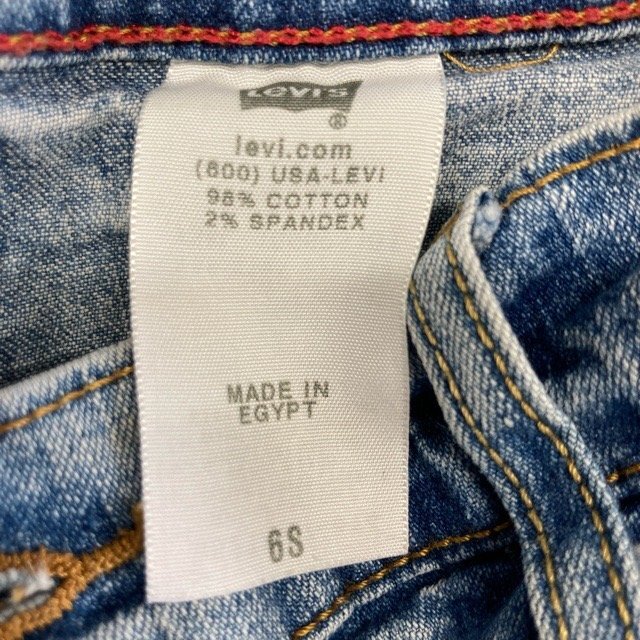 LEVI'S
®
levi.com
(800) USA-LEVI
98% COTTON
2% SPANDEX
MADE IN
EGYPT
6S